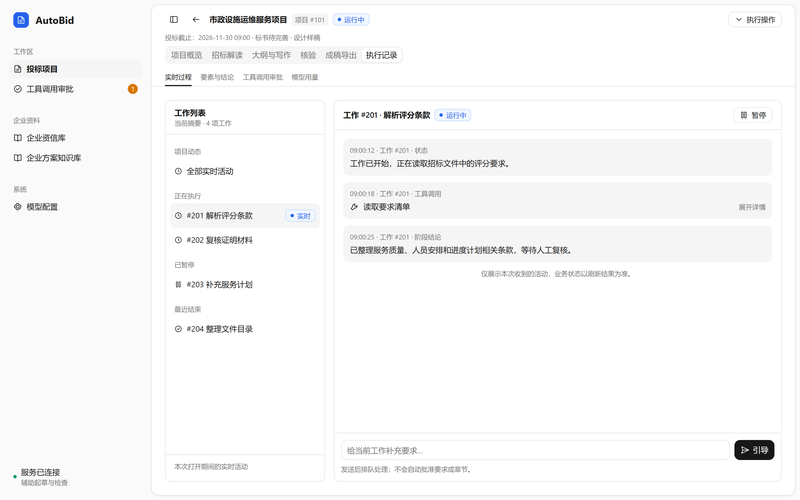 AutoBid
工作区
投标项目
工具调用审批 1
企业资料
企业资信库
企业方案知识库
系统
模型配置
服务已连接
辅助起草与检查
市政设施运维服务项目 项目 #101 运行中
执行操作
投标截止：2026-11-30 09:00 · 标书待完善 · 设计样稿
项目概览 招标解读 大纲与写作 核验 成稿导出 执行记录
实时过程 要素与结论 工具调用审批 模型用量
工作列表
当前摘要 · 4 项工作
项目动态
全部实时活动
正在执行
#201 解析评分条款 实时
#202 复核证明材料
已暂停
#203 补充服务计划
最近结束
#204 整理文件目录
本次打开期间的实时活动
工作 #201 · 解析评分条款 运行中
暂停
09:00:12 · 工作 #201 · 状态
工作已开始，正在读取招标文件中的评分要求。
09:00:18 · 工作 #201 · 工具调用
读取要求清单
展开详情
09:00:25 · 工作 #201 · 阶段结论
已整理服务质量、人员安排和进度计划相关条款，等待人工复核。
仅展示本次收到的活动，业务状态以刷新结果为准。
给当前工作补充要求...
引导
发送后排队处理；不会自动批准要求或章节。